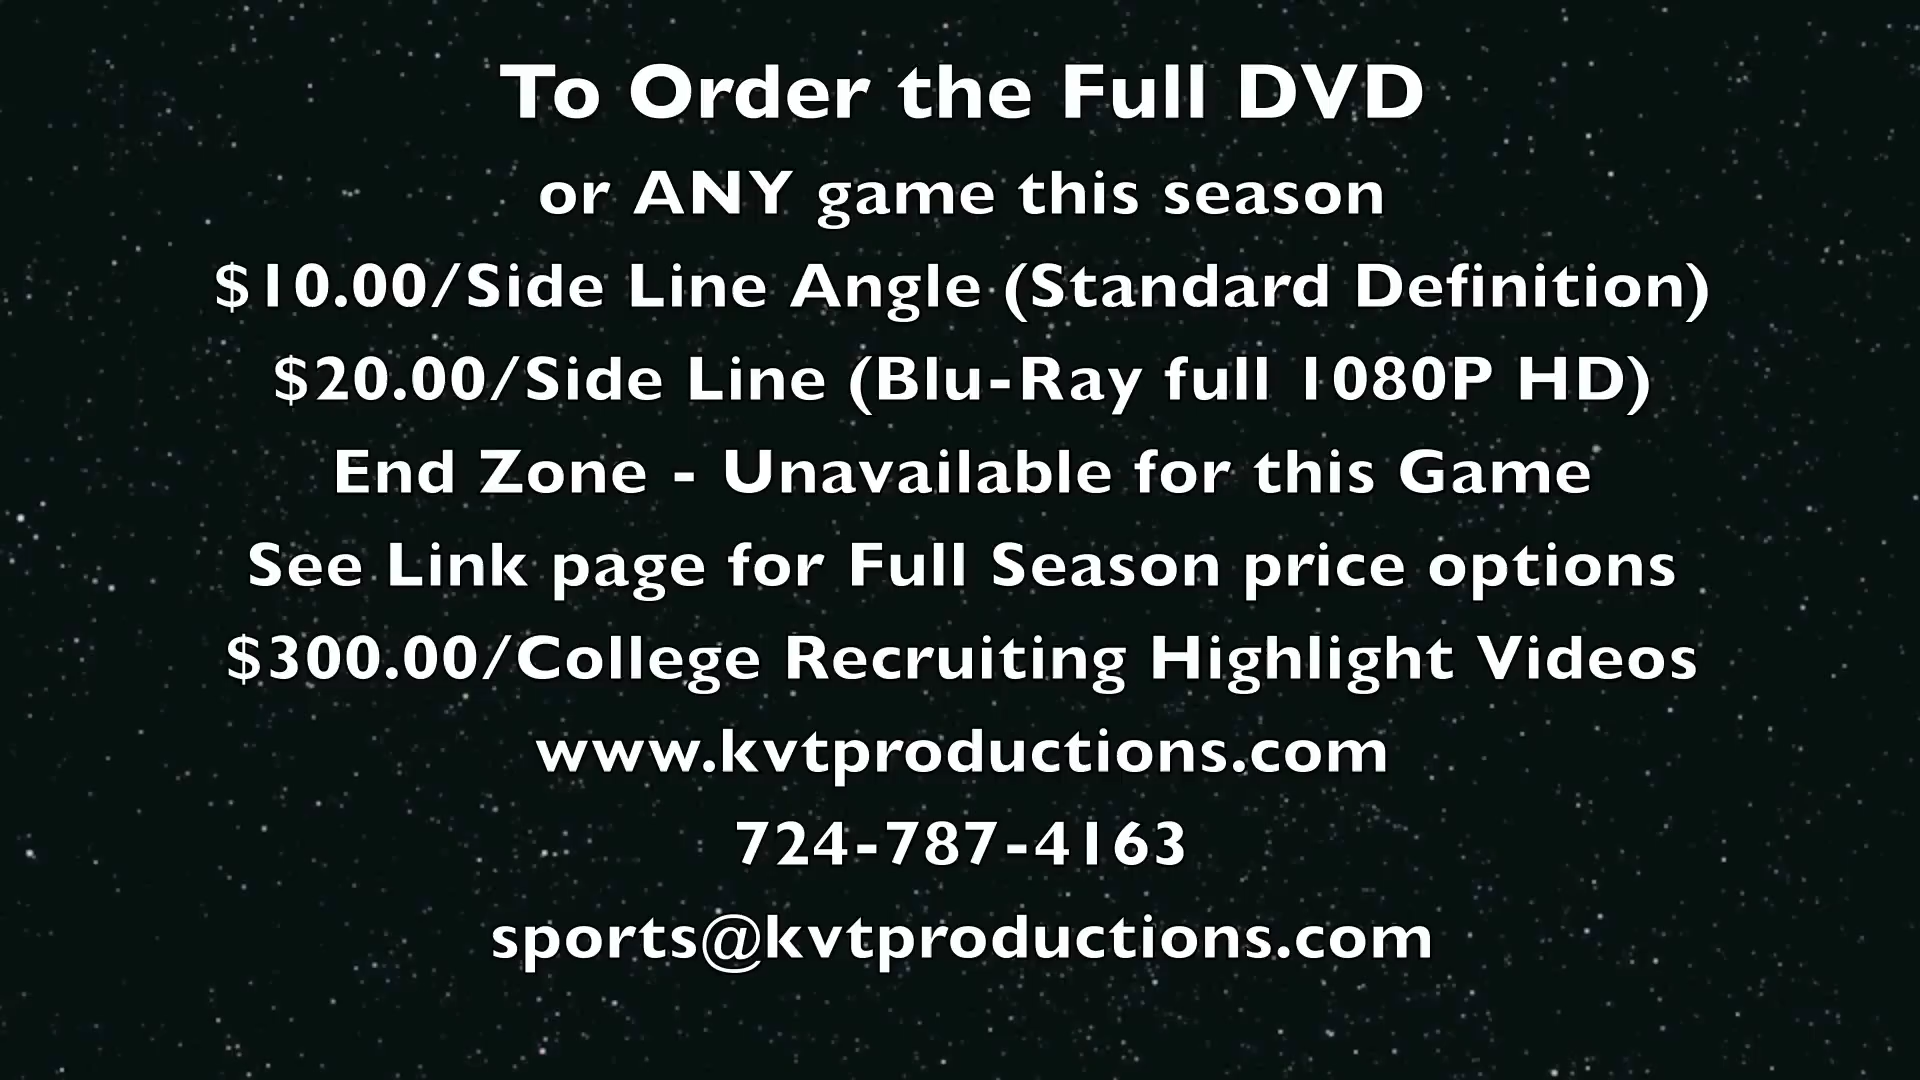 To Order the Full DVD
or ANY game this season
$10.00/Side Line Angle (Standard Definition)
$20.00/Side Line (Blu-Ray full 1080P HD)
End Zone - Unavailable for this Game
See Link page for Full Season price options
$300.00/College Recruiting Highlight Videos
www.kvtproductions.com
724-787-4163
sports@kvtproductions.com